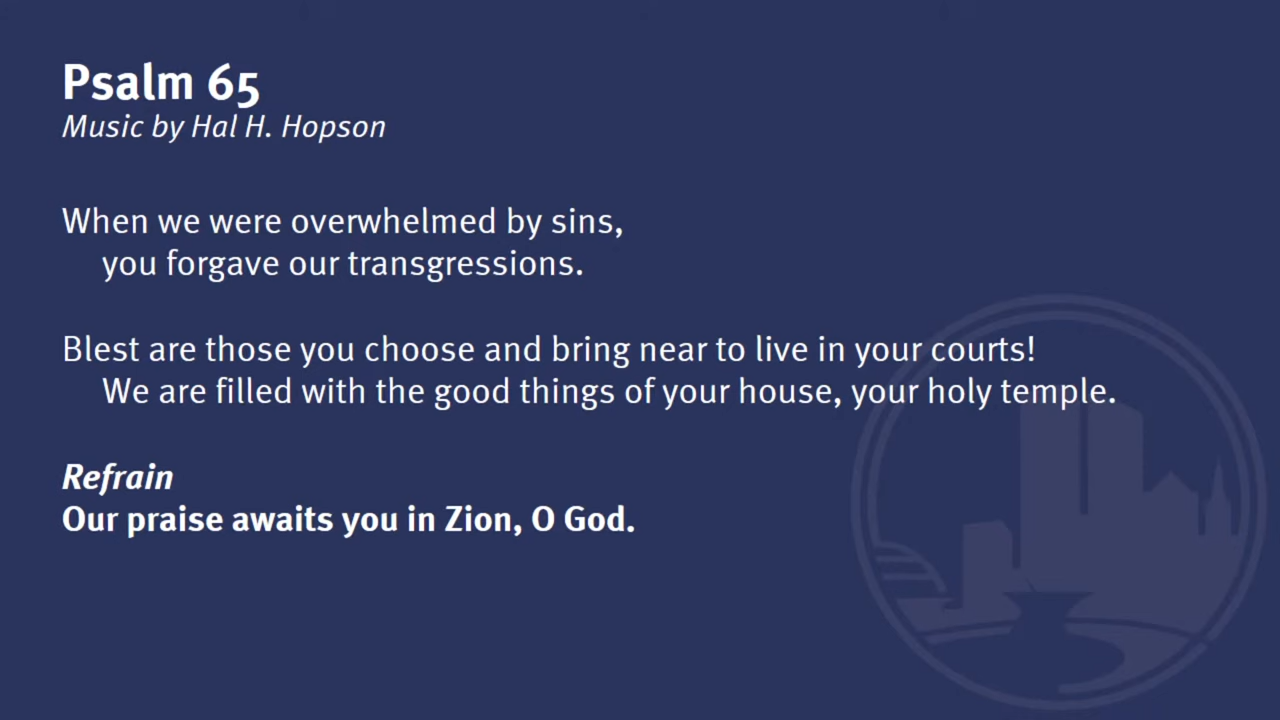 Psalm 65
Music by Hal H. Hopson
When we were overwhelmed by sins,
you forgave our transgressions.
Blest are those you choose and bring near to live in your courts!
We are filled with the good things of your house, your holy temple.
Refrain
Our praise awaits you in Zion, O God.